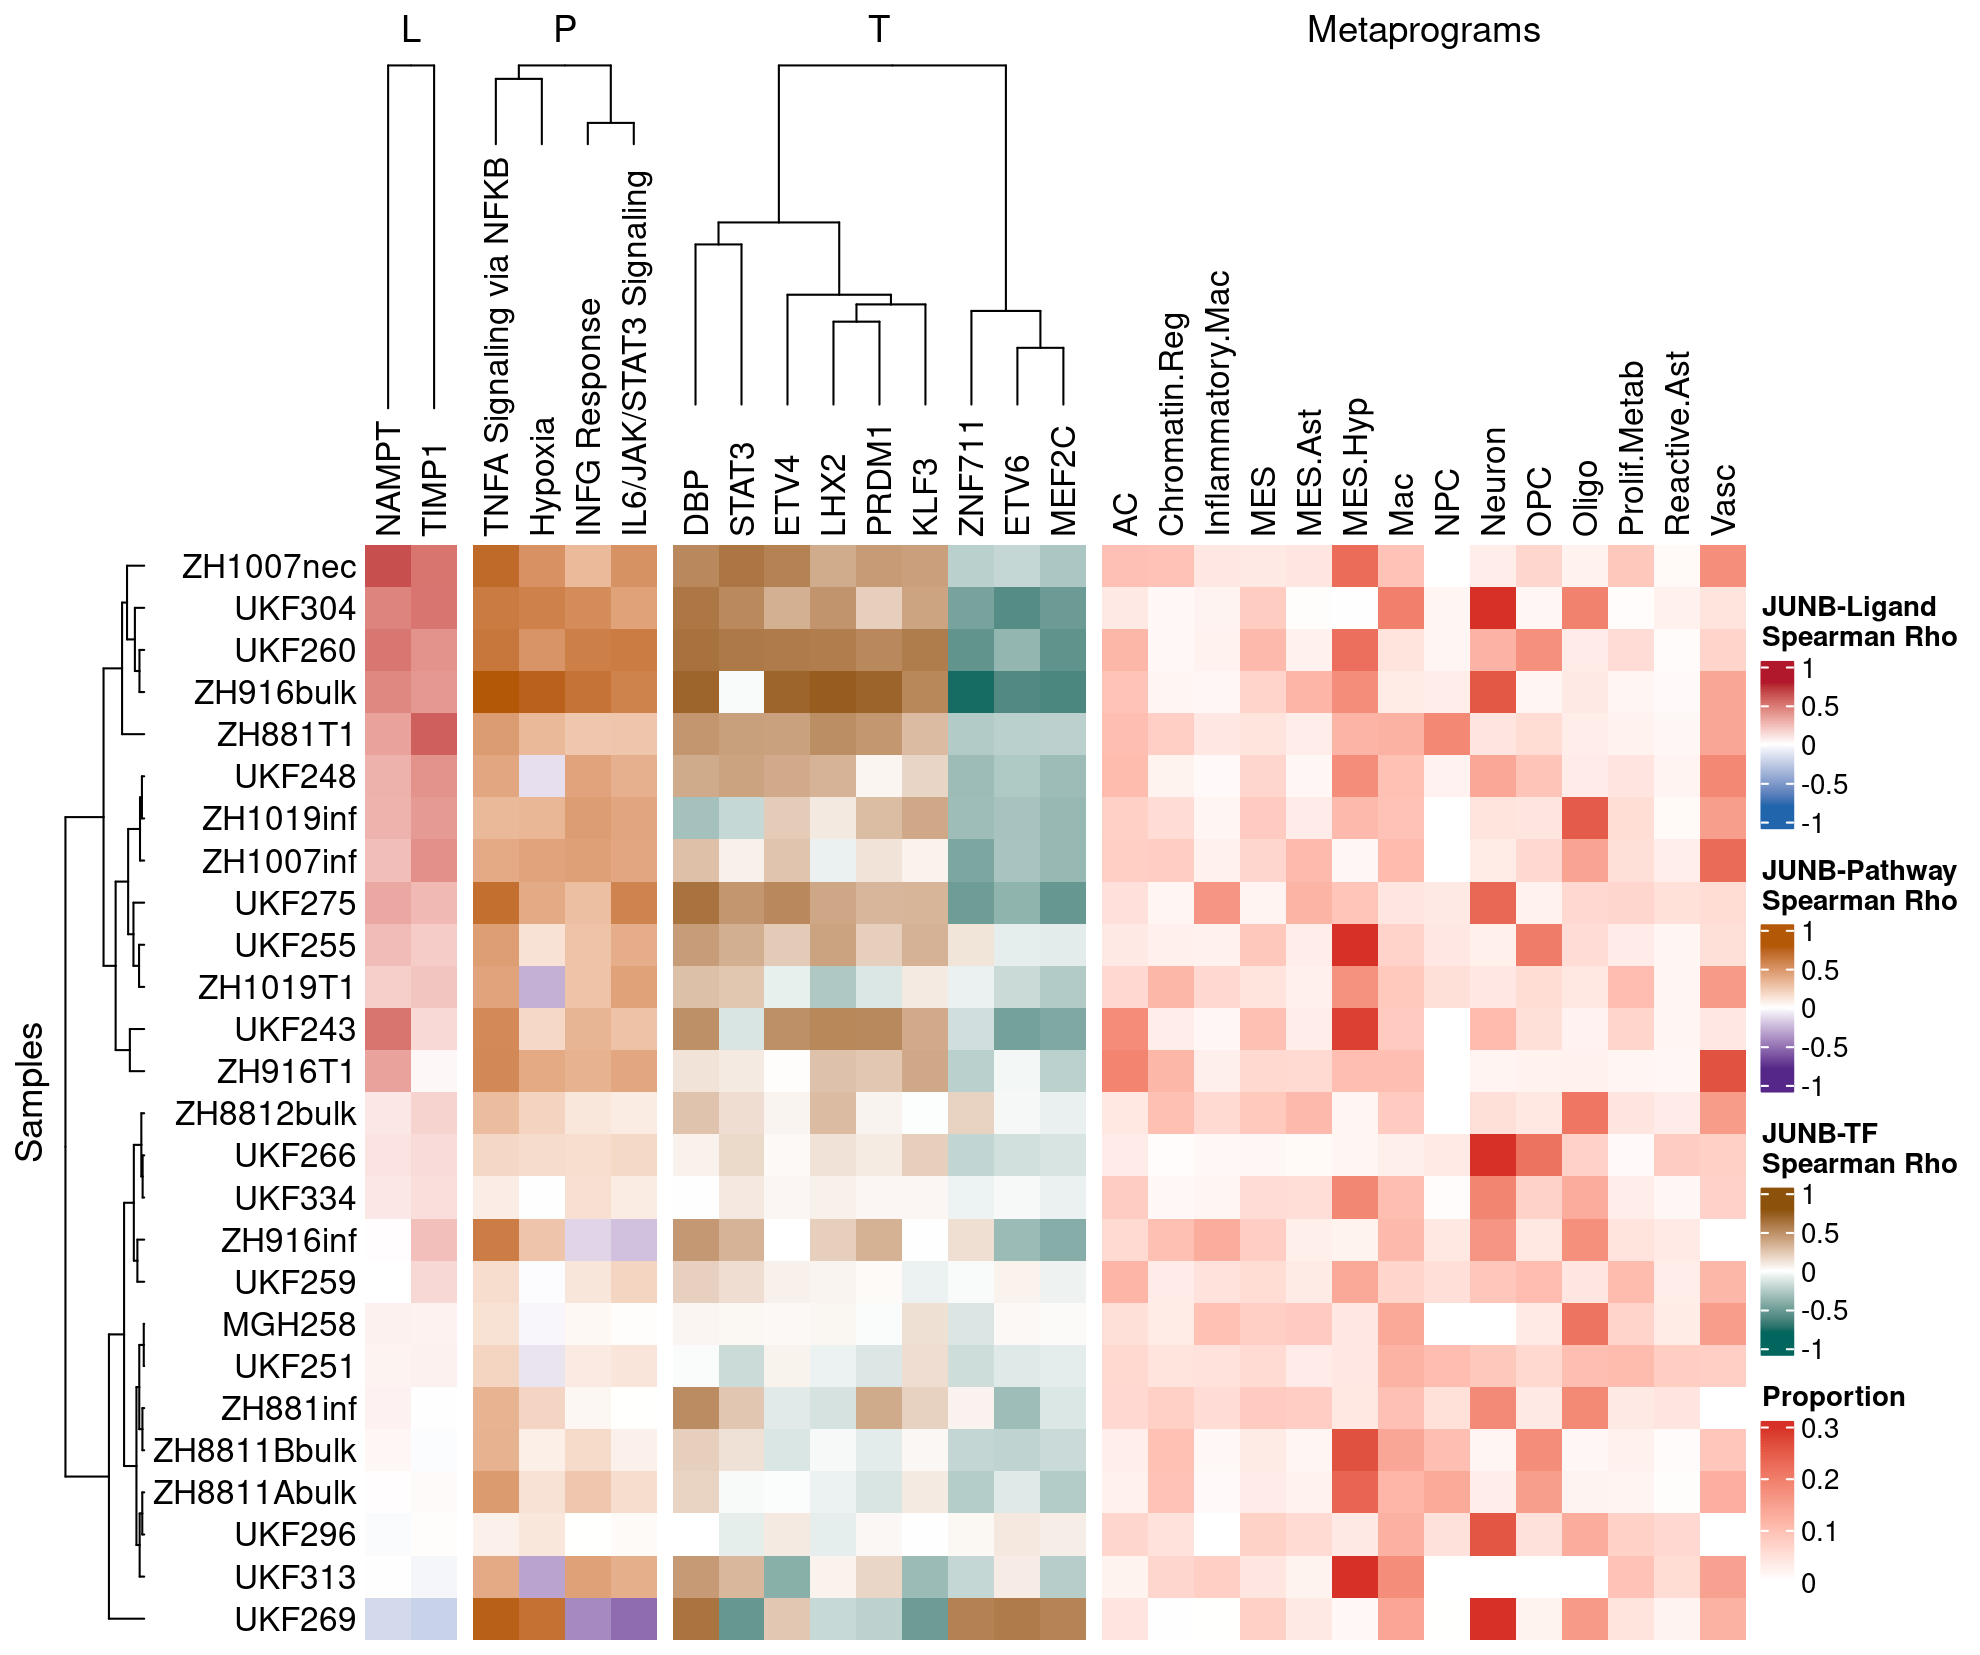 L
P
T
Metaprograms
NAMPT
TIMP1
TNFA Signaling via NFKB
Hypoxia
INFG Response
IL6/JAK/STAT3 Signaling
DBP
STAT3
ETV4
LHX2
PRDM1
KLF3
ZNF711
ETV6
MEF2C
AC
Chromatin.Reg
Inflammatory.Mac
MES
MES.Ast
MES.Hyp
Mac
NPC
Neuron
OPC
Oligo
Prolif.Metab
Reactive.Ast
Vasc
Samples
ZH1007nec
UKF304
UKF260
ZH916bulk
ZH881T1
UKF248
ZH1019inf
ZH1007inf
UKF275
UKF255
ZH1019T1
UKF243
ZH916T1
ZH8812bulk
UKF266
UKF334
ZH916inf
UKF259
MGH258
UKF251
ZH881inf
ZH8811Bbulk
ZH8811Abulk
UKF296
UKF313
UKF269
JUNB-Ligand
Spearman Rho
1
0.5
0
-0.5
-1
JUNB-Pathway
Spearman Rho
1
0.5
0
-0.5
-1
JUNB-TF
Spearman Rho
1
0.5
0
-0.5
-1
Proportion
0.3
0.2
0.1
0